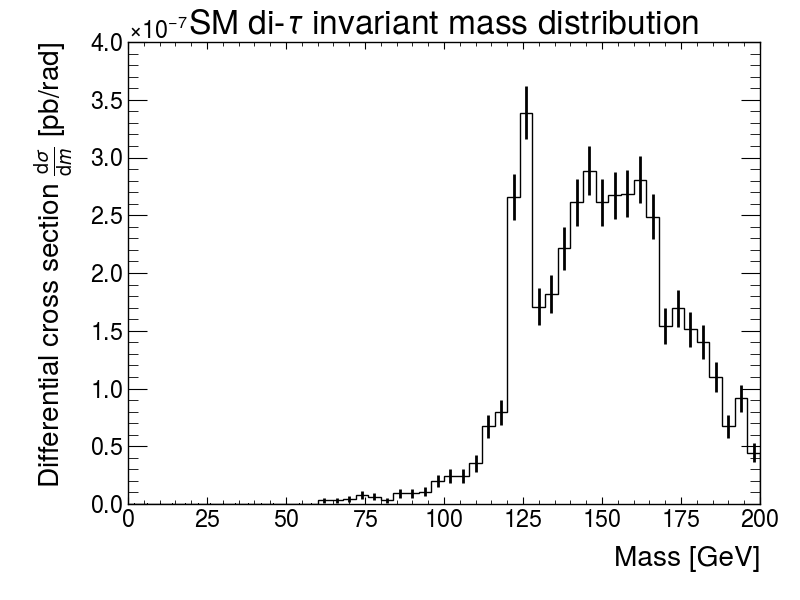 ×10⁻⁷ SM di-τ invariant mass distribution
Differential cross section dσ/dm [pb/rad]
4.0
3.5
3.0
2.5
2.0
1.5
1.0
0.5
0.0
0 25 50 75 100 125 150 175 200
Mass [GeV]